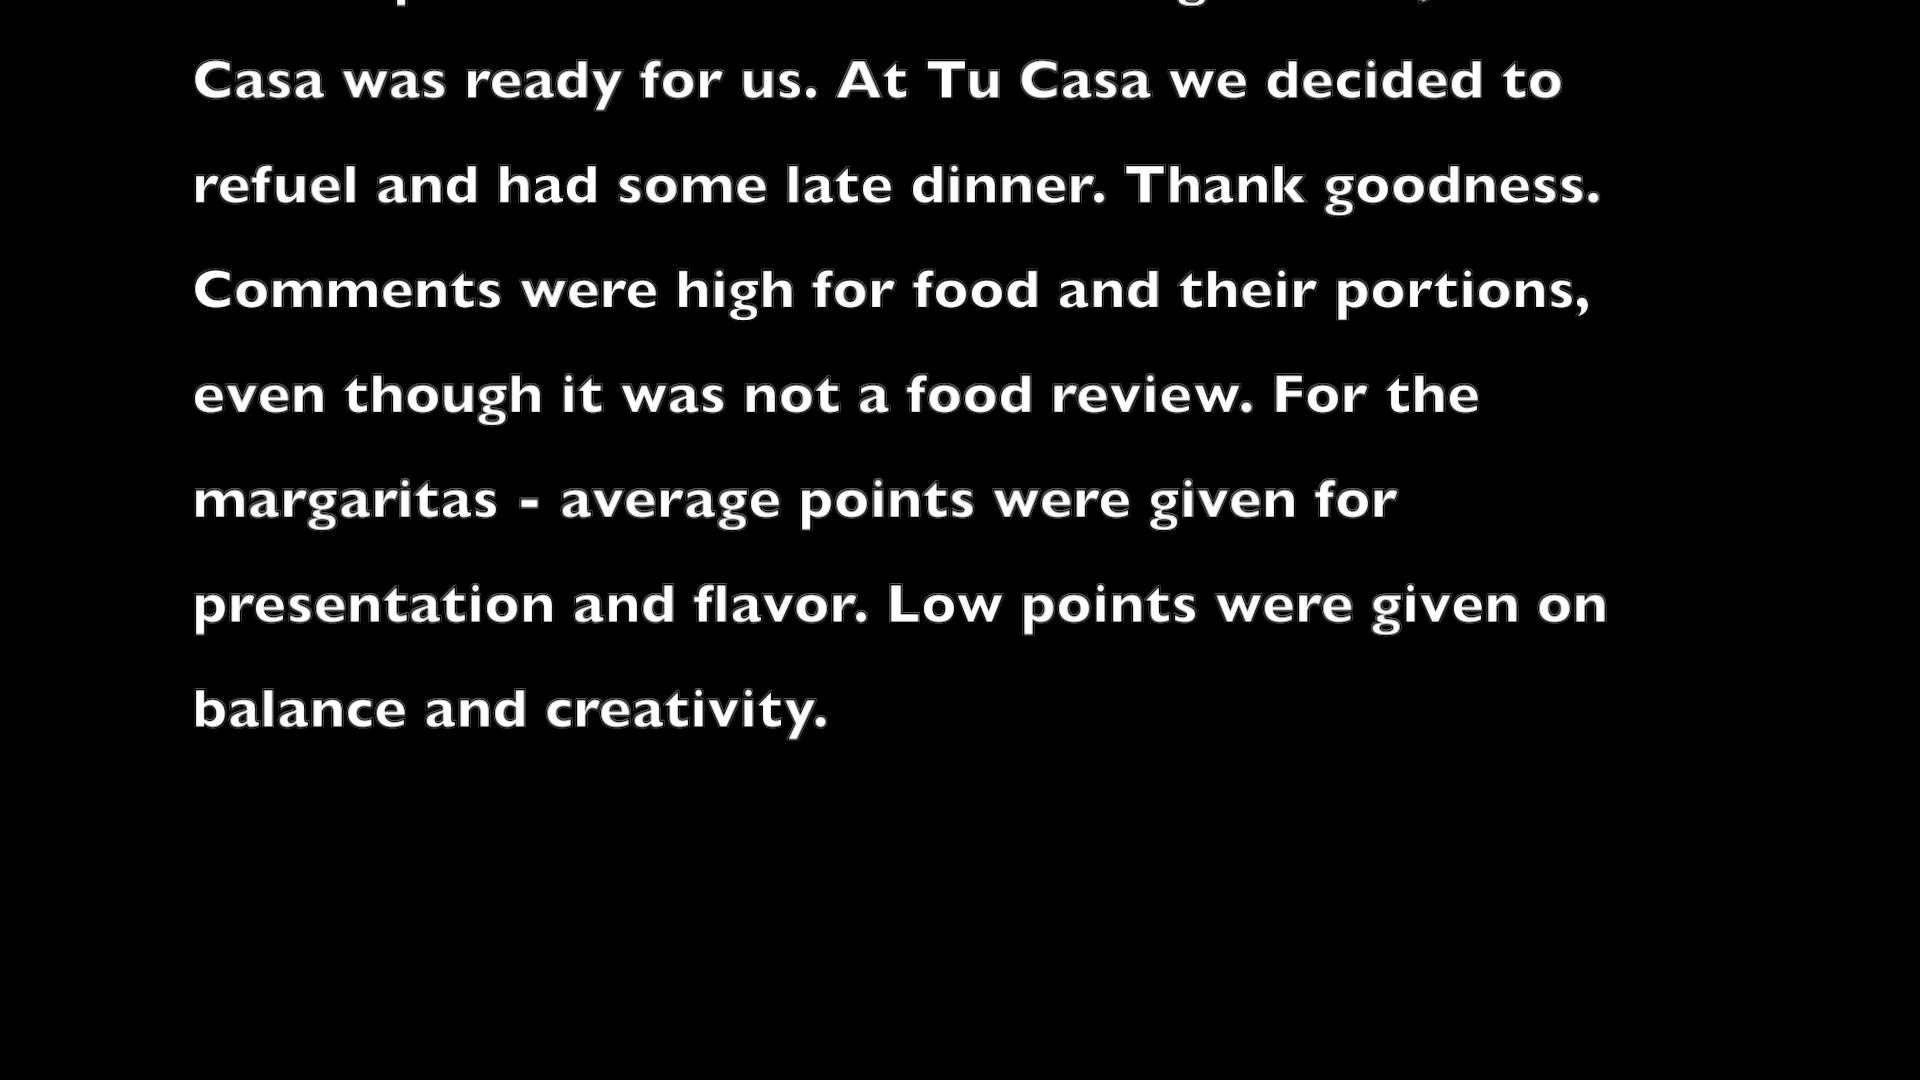 Casa was ready for us. At Tu Casa we decided to
refuel and had some late dinner. Thank goodness.
Comments were high for food and their portions,
even though it was not a food review. For the
margaritas - average points were given for
presentation and flavor. Low points were given on
balance and creativity.